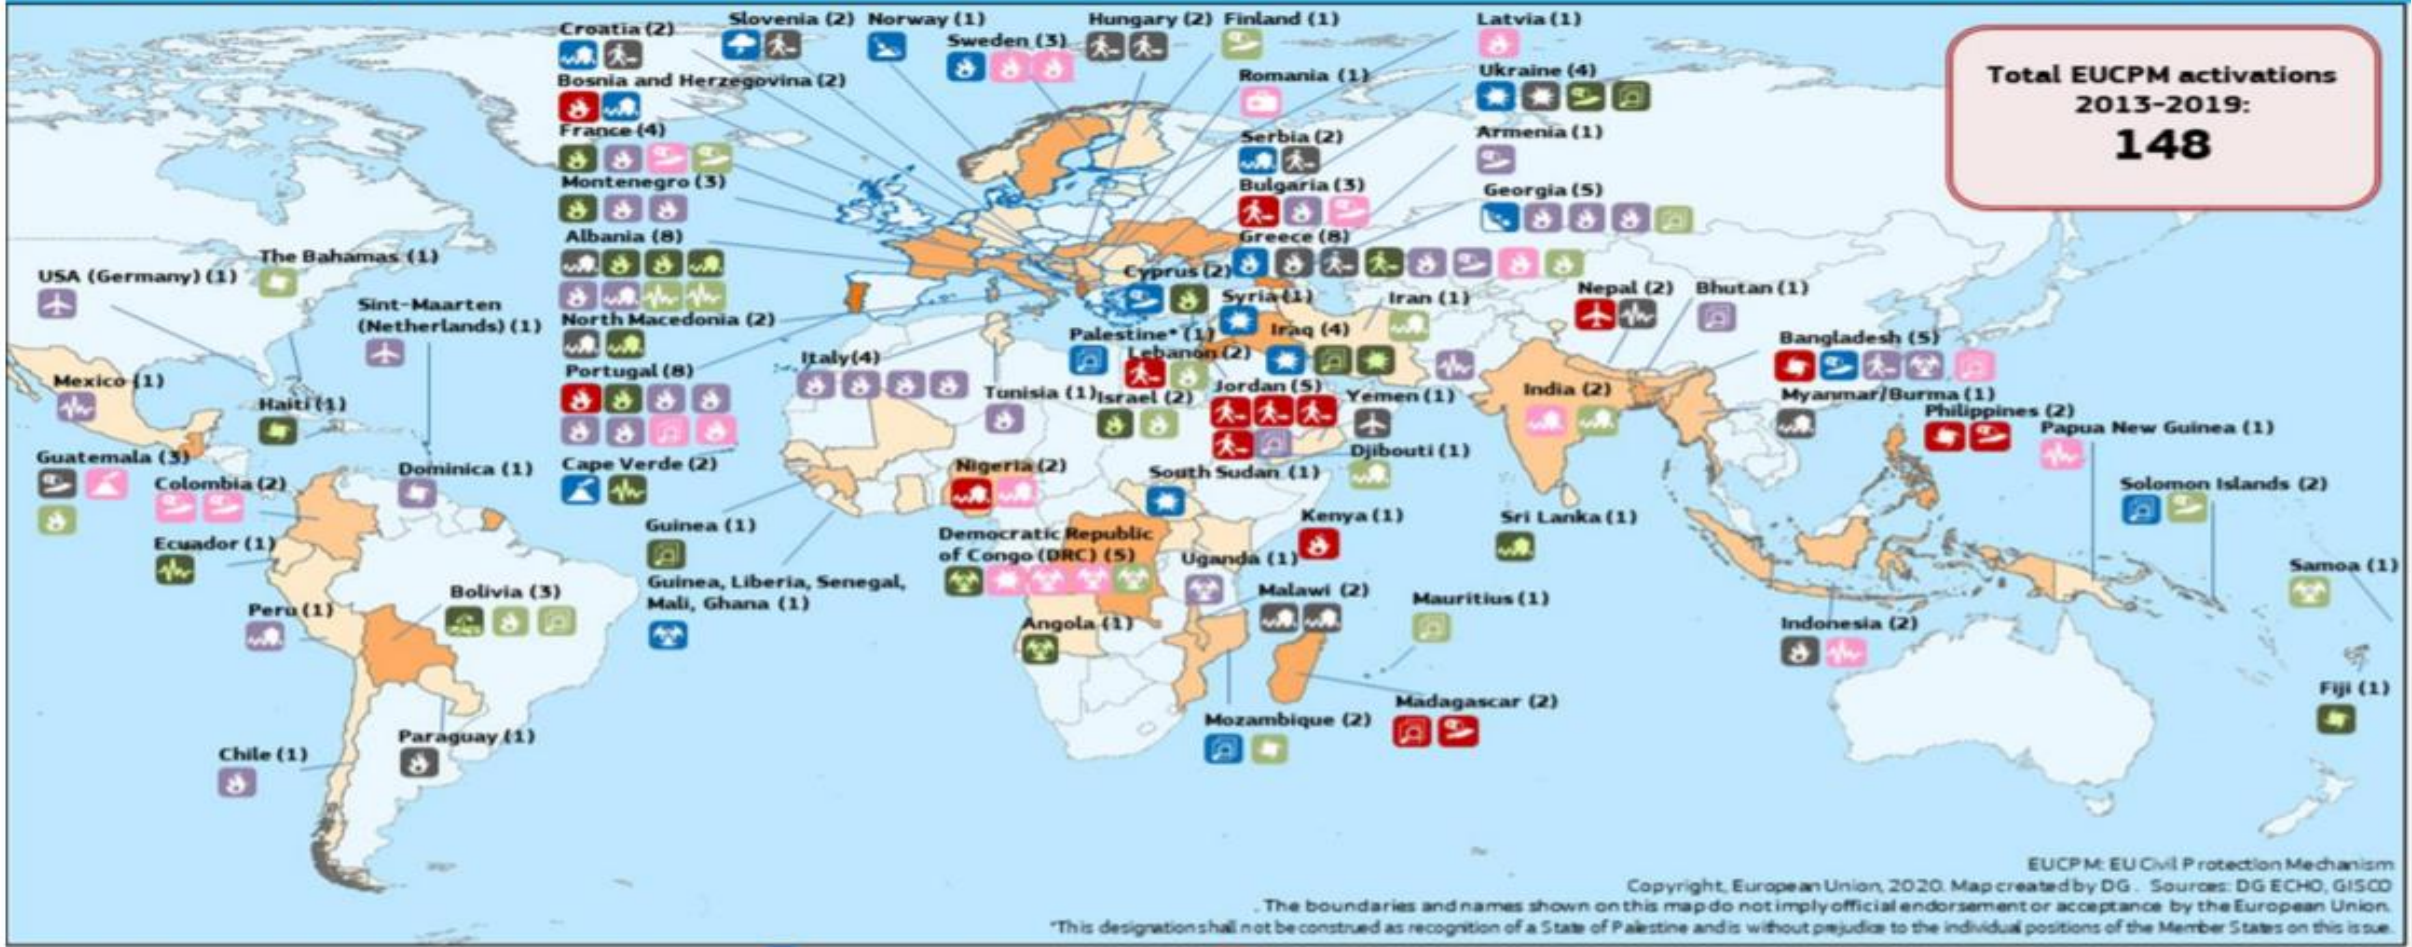 Croatia (2)
Slovenia (2)
Norway (1)
Sweden (3)
Hungary (2)
Finland (1)
Latvia (1)
Bosnia and Herzegovina (2)
Romania (1)
Ukraine (4)
Total EUCPM activations
2013-2019:
148
France (4)
Serbia (2)
Armenia (1)
Montenegro (3)
Bulgaria (3)
Georgia (5)
Albania (8)
Greece (8)
USA (Germany) (1)
The Bahamas (1)
Sint-Maarten
(Netherlands) (1)
Cyprus (2)
Syria (1)
Iran (1)
Nepal (2)
Bhutan (1)
North Macedonia (2)
Palestine* (1)
Iraq (4)
Lebanon (2)
Bangladesh (5)
Italy(4)
Portugal (8)
Mexico (1)
Haiti (1)
Tunisia (1)
Israel (2)
Jordan (5)
Yemen (1)
India (2)
Myanmar/Burma (1)
Philippines (2)
Papua New Guinea (1)
Guatemala (3)
Colombia (2)
Dominica (1)
Cape Verde (2)
Nigeria (2)
South Sudan (1)
Djibouti (1)
Solomon Islands (2)
Guinea (1)
Democratic Republic
of Congo (DRC) (5)
Kenya (1)
Sri Lanka (1)
Ecuador (1)
Uganda (1)
Samoa (1)
Guinea, Liberia, Senegal,
Mali, Ghana (1)
Bolivia (3)
Peru (1)
Malawi (2)
Mauritius (1)
Angola (1)
Indonesia (2)
Madagascar (2)
Fiji (1)
Mozambique (2)
Paraguay (1)
Chile (1)
EUCPM: EU Civil Protection Mechanism
Copyright, European Union, 2020. Map created by DG . Sources: DG ECHO, GISCO
. The boundaries and names shown on this map do not imply official endorsement or acceptance by the European Union.
*This designation shall not be construed as recognition of a State of Palestine and is without prejudice to the individual positions of the Member States on this issue.